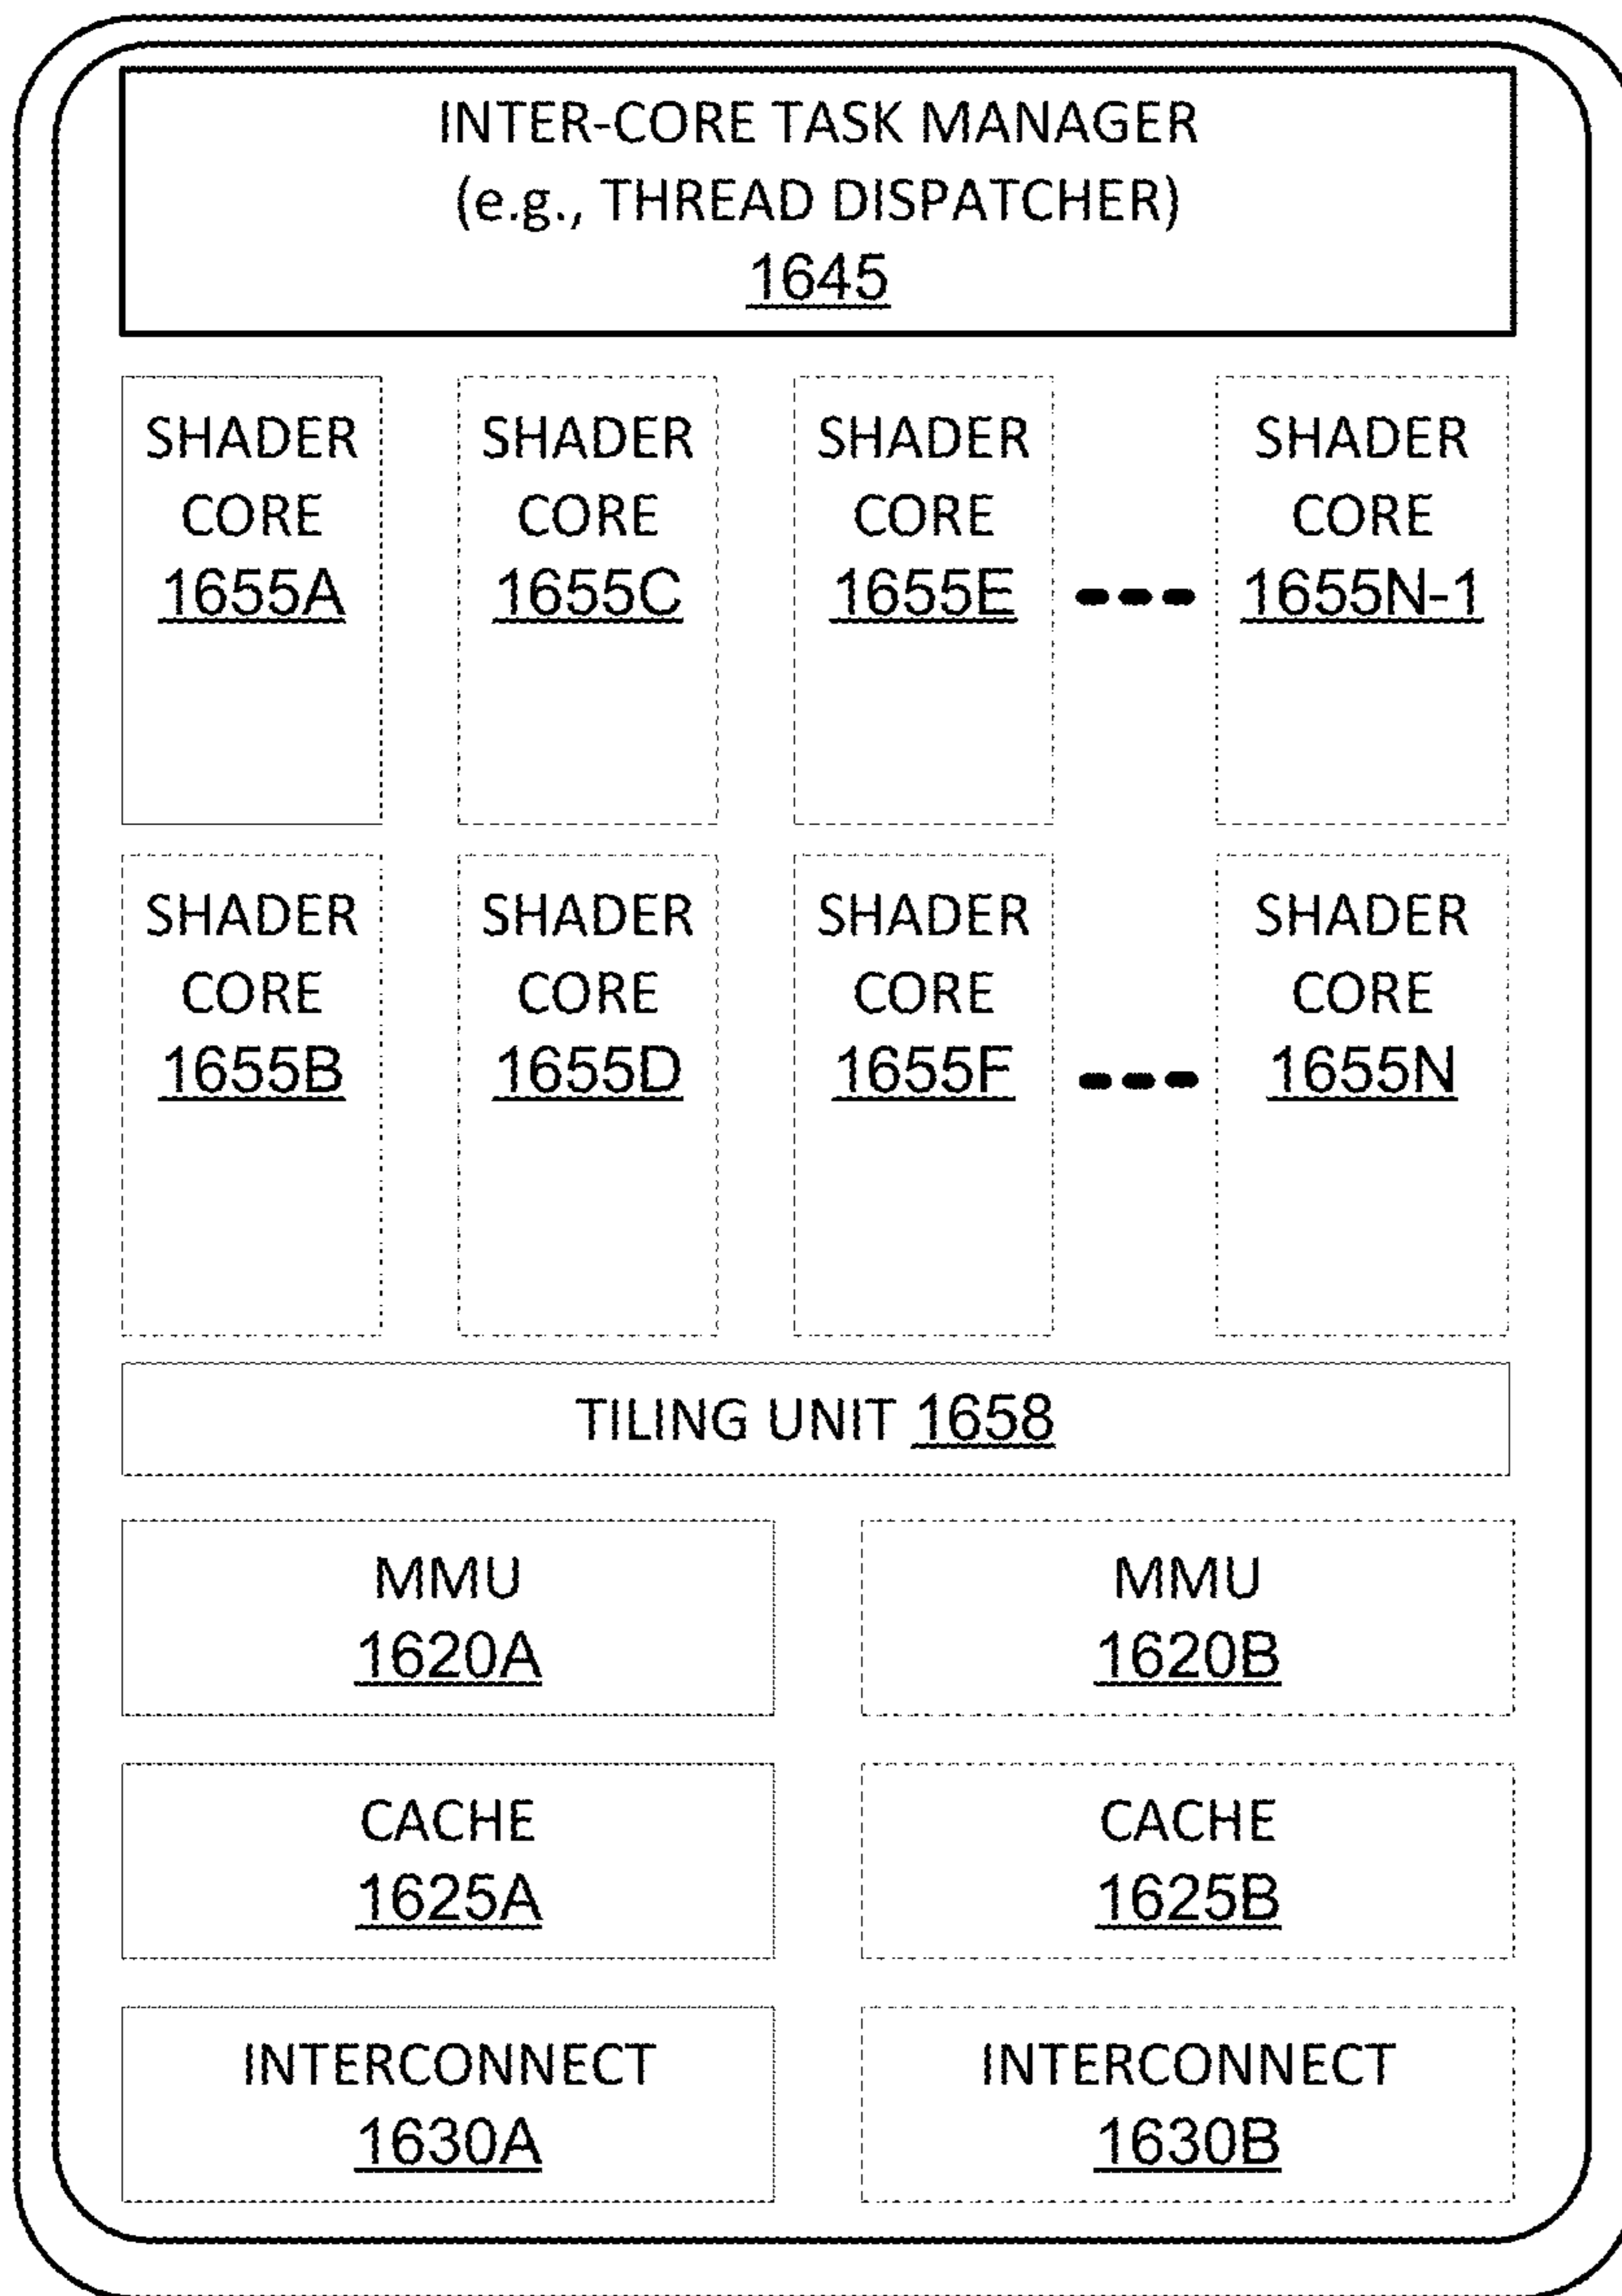 INTER-CORE TASK MANAGER
(e.g., THREAD DISPATCHER)
1645
SHADER
CORE
1655A
SHADER
CORE
1655C
SHADER
CORE
1655E
SHADER
CORE
1655N-1
SHADER
CORE
1655B
SHADER
CORE
1655D
SHADER
CORE
1655F
SHADER
CORE
1655N
TILING UNIT 1658
MMU
1620A
MMU
1620B
CACHE
1625A
CACHE
1625B
INTERCONNECT
1630A
INTERCONNECT
1630B